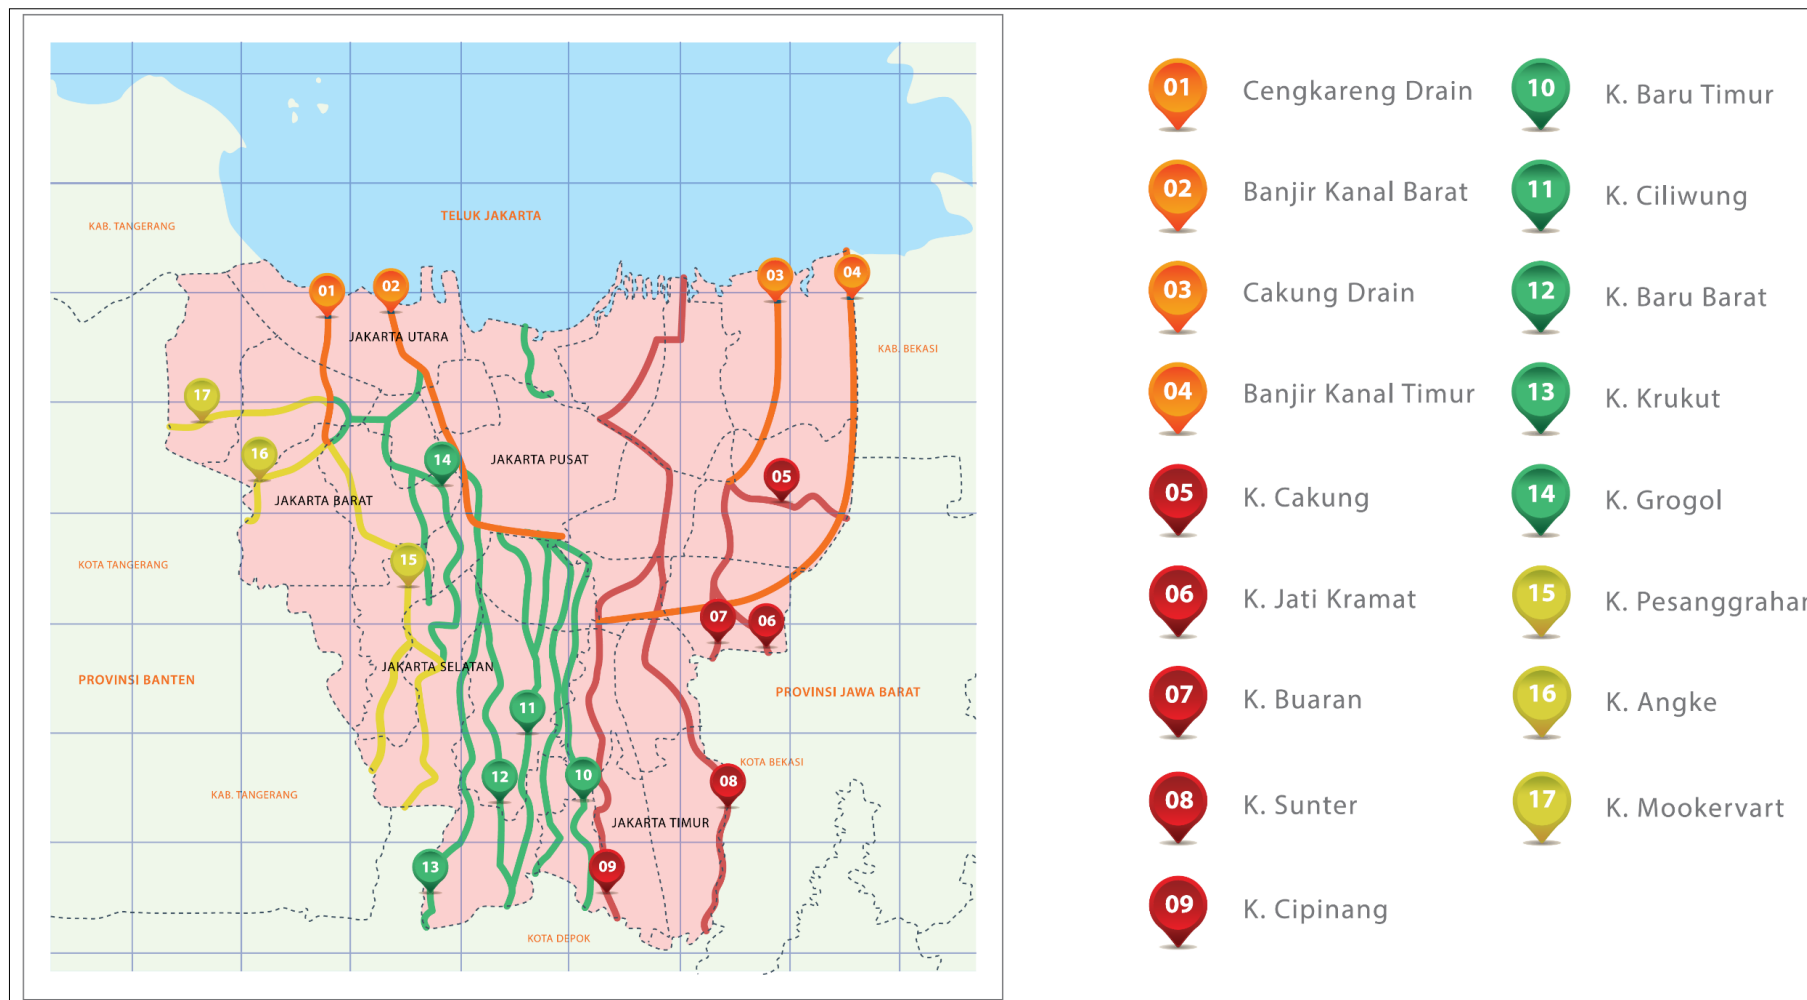 TELUK JAKARTA
KAB. TANGERANG
03
04
01
02
JAKARTA UTARA
KAB. BEKASI
17
16
14
JAKARTA PUSAT
05
JAKARTA BARAT
KOTA TANGERANG
15
07
06
JAKARTA SELATAN
PROVINSI BANTEN
PROVINSI JAWA BARAT
11
KOTA BEKASI
12
10
08
KAB. TANGERANG
JAKARTA TIMUR
13
09
KOTA DEPOK
01 Cengkareng Drain
02 Banjir Kanal Barat
03 Cakung Drain
04 Banjir Kanal Timur
05 K. Cakung
06 K. Jati Kramat
07 K. Buaran
08 K. Sunter
09 K. Cipinang
10 K. Baru Timur
11 K. Ciliwung
12 K. Baru Barat
13 K. Krukut
14 K. Grogol
15 K. Pesanggrahan
16 K. Angke
17 K. Mookervart